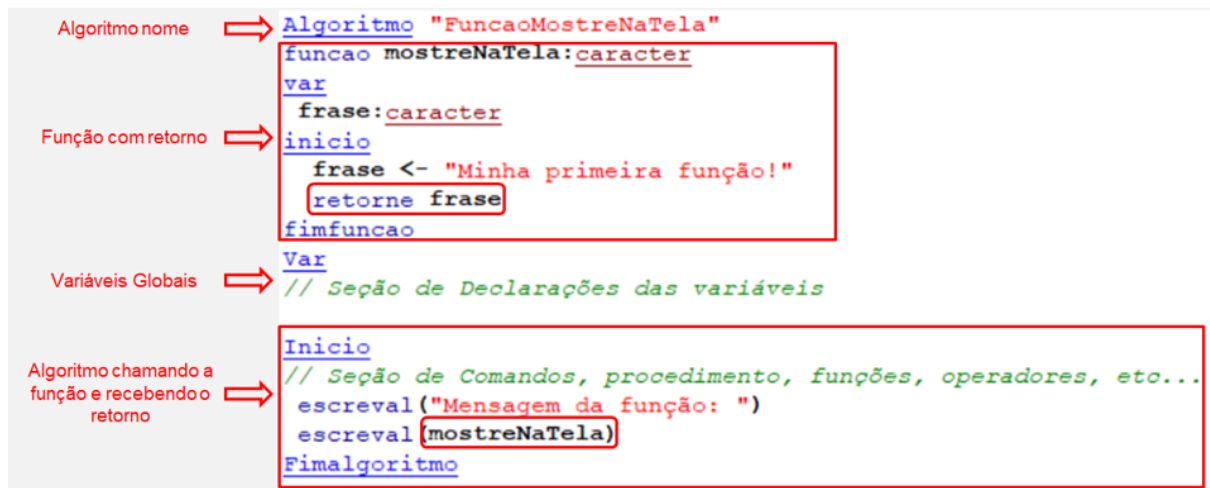 Algoritmo nome
Algoritmo "FuncaoMostreNaTela"
funcao mostreNaTela:caracter
var
frase:caracter
Função com retorno
inicio
frase <- "Minha primeira função!"
retorne frase
fimfuncao
Var
Variáveis Globais
// Seção de Declarações das variáveis
Inicio
Algoritmo chamando a
função e recebendo o
retorno
// Seção de Comandos, procedimento, funções, operadores, etc...
escreval("Mensagem da função: ")
escreval(mostreNaTela)
Fimalgoritmo